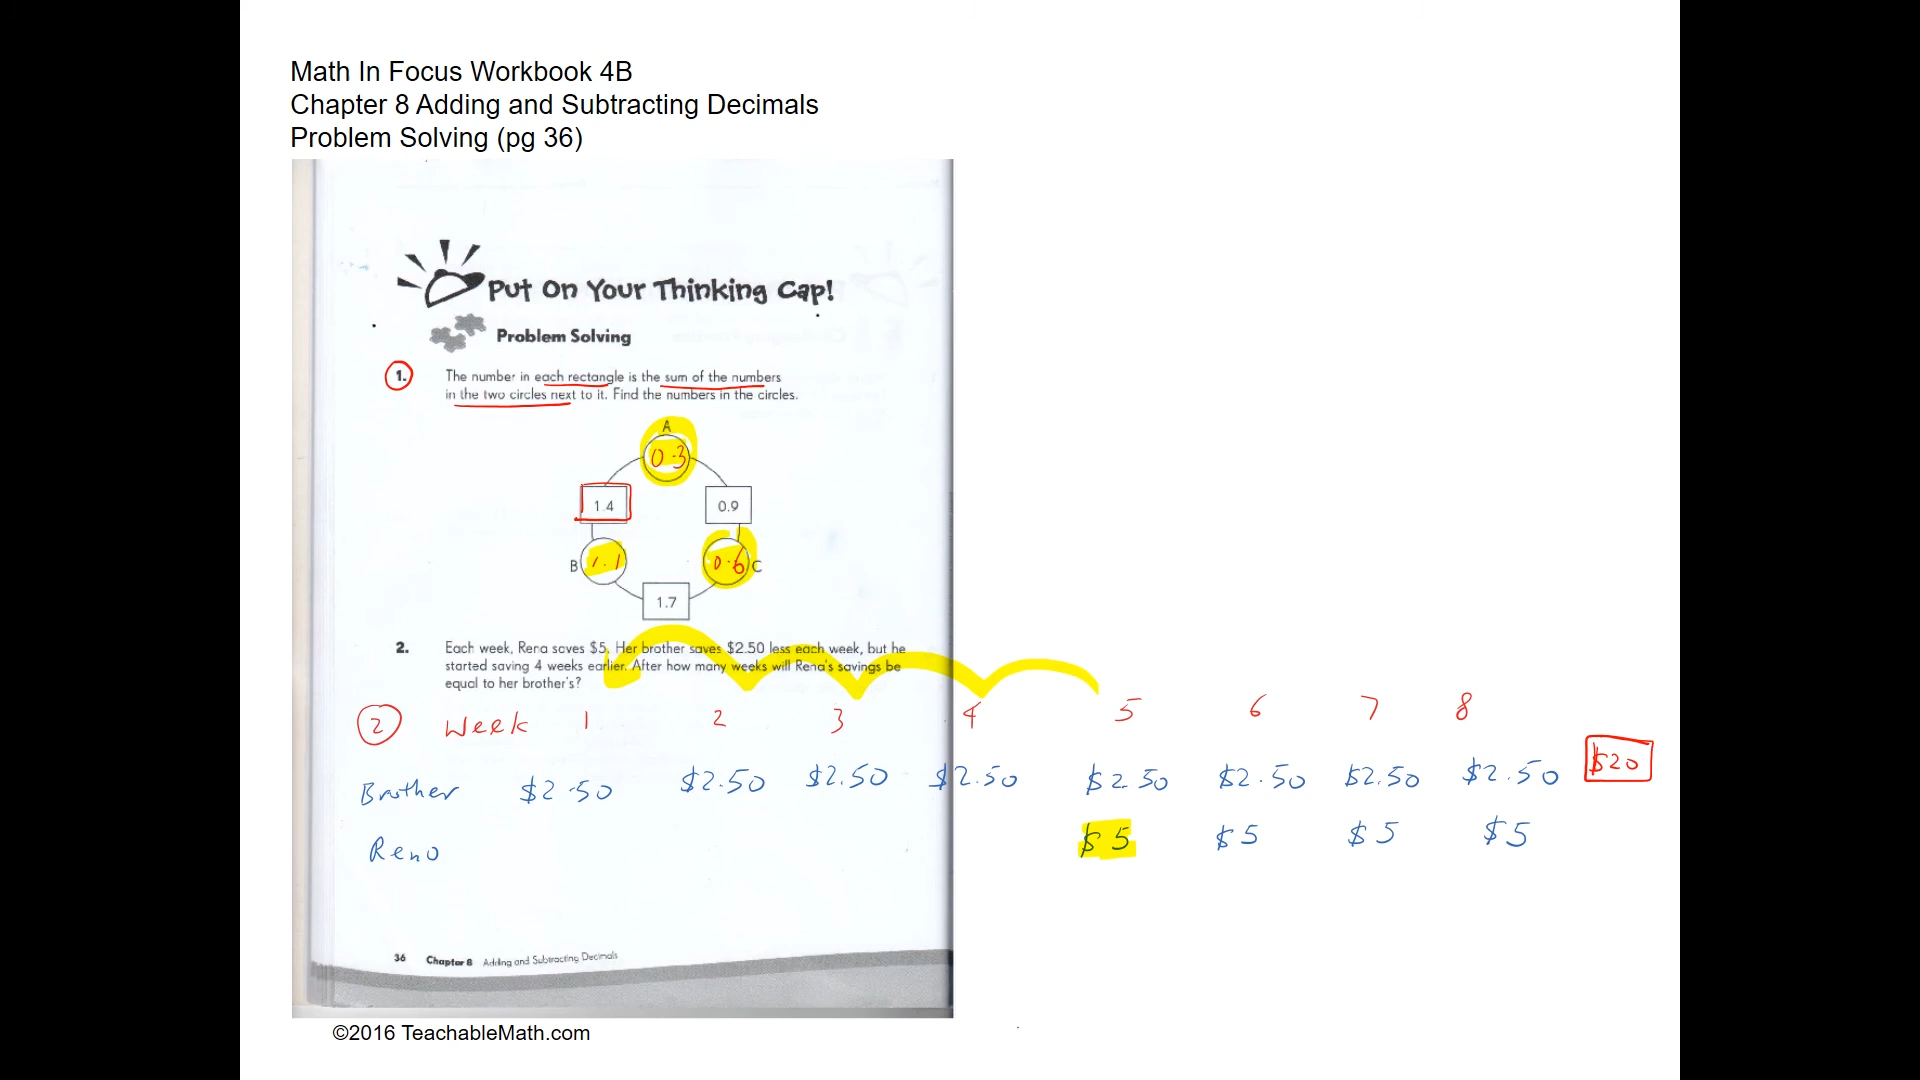 Math In Focus Workbook 4B
Chapter 8 Adding and Subtracting Decimals
Problem Solving (pg 36)
Put On Your Thinking Cap!
Problem Solving
1. The number in each rectangle is the sum of the numbers
in the two circles next to it. Find the numbers in the circles.
A
0.3
1.4 0.9
B 1.1 0.6 C
1.7
2. Each week, Rena saves $5. Her brother saves $2.50 less each week, but he
started saving 4 weeks earlier. After how many weeks will Rena's savings be
equal to her brother's?
2 Week 1 2 3 4 5 6 7 8
Brother $2.50 $2.50 $2.50 $2.50 $2.50 $2.50 $2.50 $2.50 $20
Reno $5 $5 $5 $5
36 Chapter 8 Adding and Subtracting Decimals
©2016 TeachableMath.com